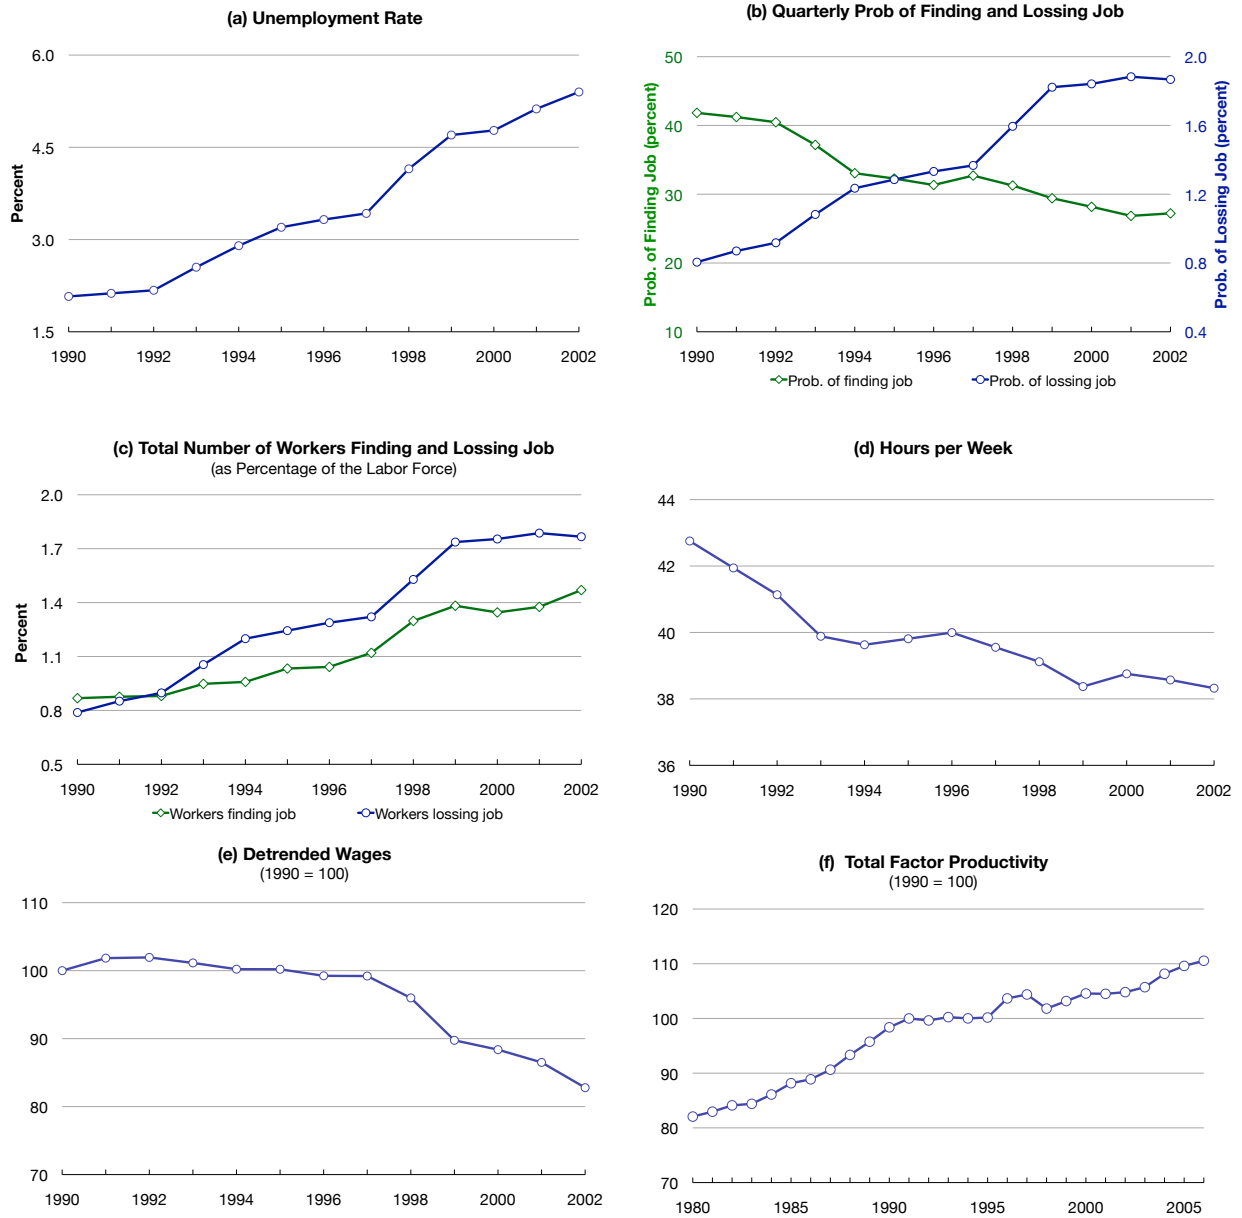 (a) Unemployment Rate
6.0
4.5
3.0
1.5
Percent
1990 1992 1994 1996 1998 2000 2002
(b) Quarterly Prob of Finding and Lossing Job
50
40
30
20
10
Prob. of Finding Job (percent)
2.0
1.6
1.2
0.8
0.4
Prob. of Lossing Job (percent)
1990 1992 1994 1996 1998 2000 2002
Prob. of finding job Prob. of lossing job
(c) Total Number of Workers Finding and Lossing Job
(as Percentage of the Labor Force)
2.0
1.7
1.4
1.1
0.8
0.5
Percent
1990 1992 1994 1996 1998 2000 2002
Workers finding job Workers lossing job
(d) Hours per Week
44
42
40
38
36
1990 1992 1994 1996 1998 2000 2002
(e) Detrended Wages
(1990 = 100)
110
100
90
80
70
1990 1992 1994 1996 1998 2000 2002
(f) Total Factor Productivity
(1990 = 100)
120
110
100
90
80
70
1980 1985 1990 1995 2000 2005